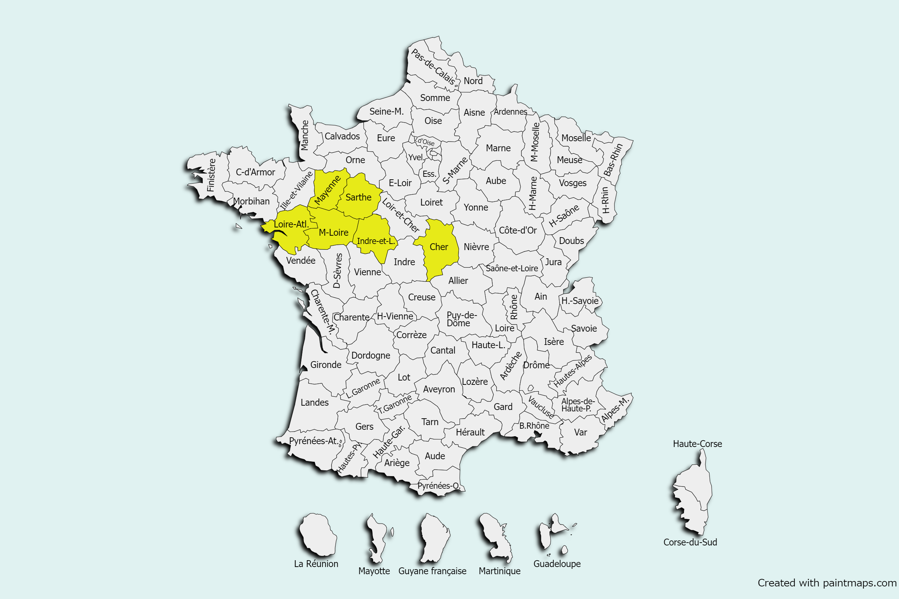 Pas-de-Calais
Nord
Somme
Seine-M.
Oise
Aisne
Ardennes
Manche
Calvados
Eure
V.d'Oise
Yvel.
Ess.
S-Marne
Marne
M-Moselle
Moselle
Meuse
Bas-Rhin
Finistère
C-d'Armor
Morbihan
Ille-et-Vilaine
Orne
Mayenne
Sarthe
E-Loir
Loir-et-Cher
Loiret
Yonne
Aube
H-Marne
Vosges
H-Rhin
Loire-Atl.
M-Loire
Indre-et-L.
Cher
Nièvre
Côte-d'Or
H-Saône
Doubs
Vendée
D-Sèvres
Vienne
Indre
Allier
Saône-et-Loire
Jura
Charente-M.
Charente
H-Vienne
Creuse
Puy-de-
Dôme
Loire
Rhône
Ain
H.-Savoie
Savoie
Isère
Corrèze
Dordogne
Gironde
Cantal
Haute-L.
Ardèche
Drôme
Hautes-Alpes
Landes
L.Garonne
Lot
T.Garonne
Aveyron
Lozère
Gard
Vaucluse
Alpes-de-
Haute-P.
Alpes-M.
Gers
Tarn
Hérault
B.Rhône
Var
Pyrénées-At.
Hautes-Py.
Haute-Gar.
Ariège
Aude
Pyrénées-O.
Haute-Corse
Corse-du-Sud
La Réunion
Mayotte
Guyane française
Martinique
Guadeloupe
Created with paintmaps.com